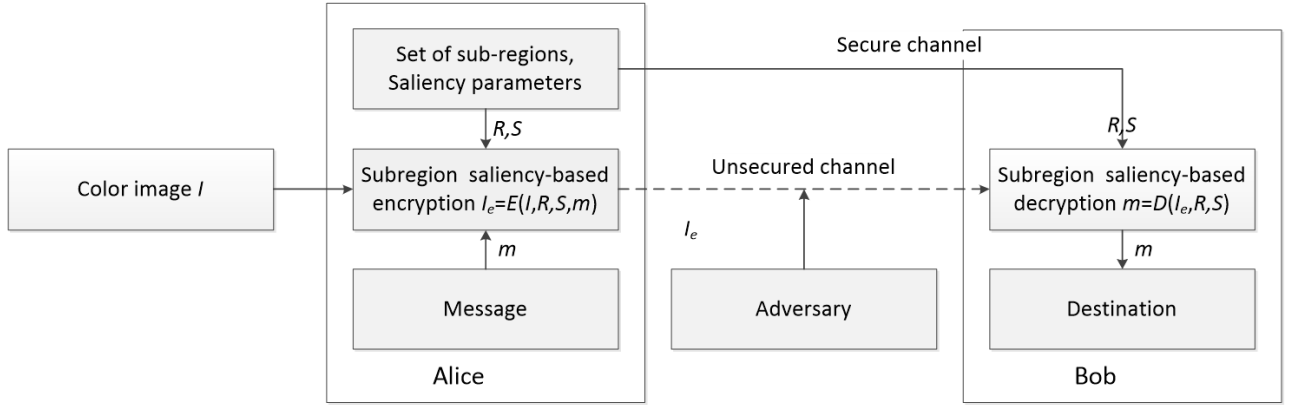 Set of sub-regions,
Saliency parameters
Secure channel
R,S
R,S
Color image I
Subregion saliency-based
encryption Iₑ=E(I,R,S,m)
Unsecured channel
Subregion saliency-based
decryption m=D(Iₑ,R,S)
Iₑ
m
m
Message
Adversary
Destination
Alice
Bob